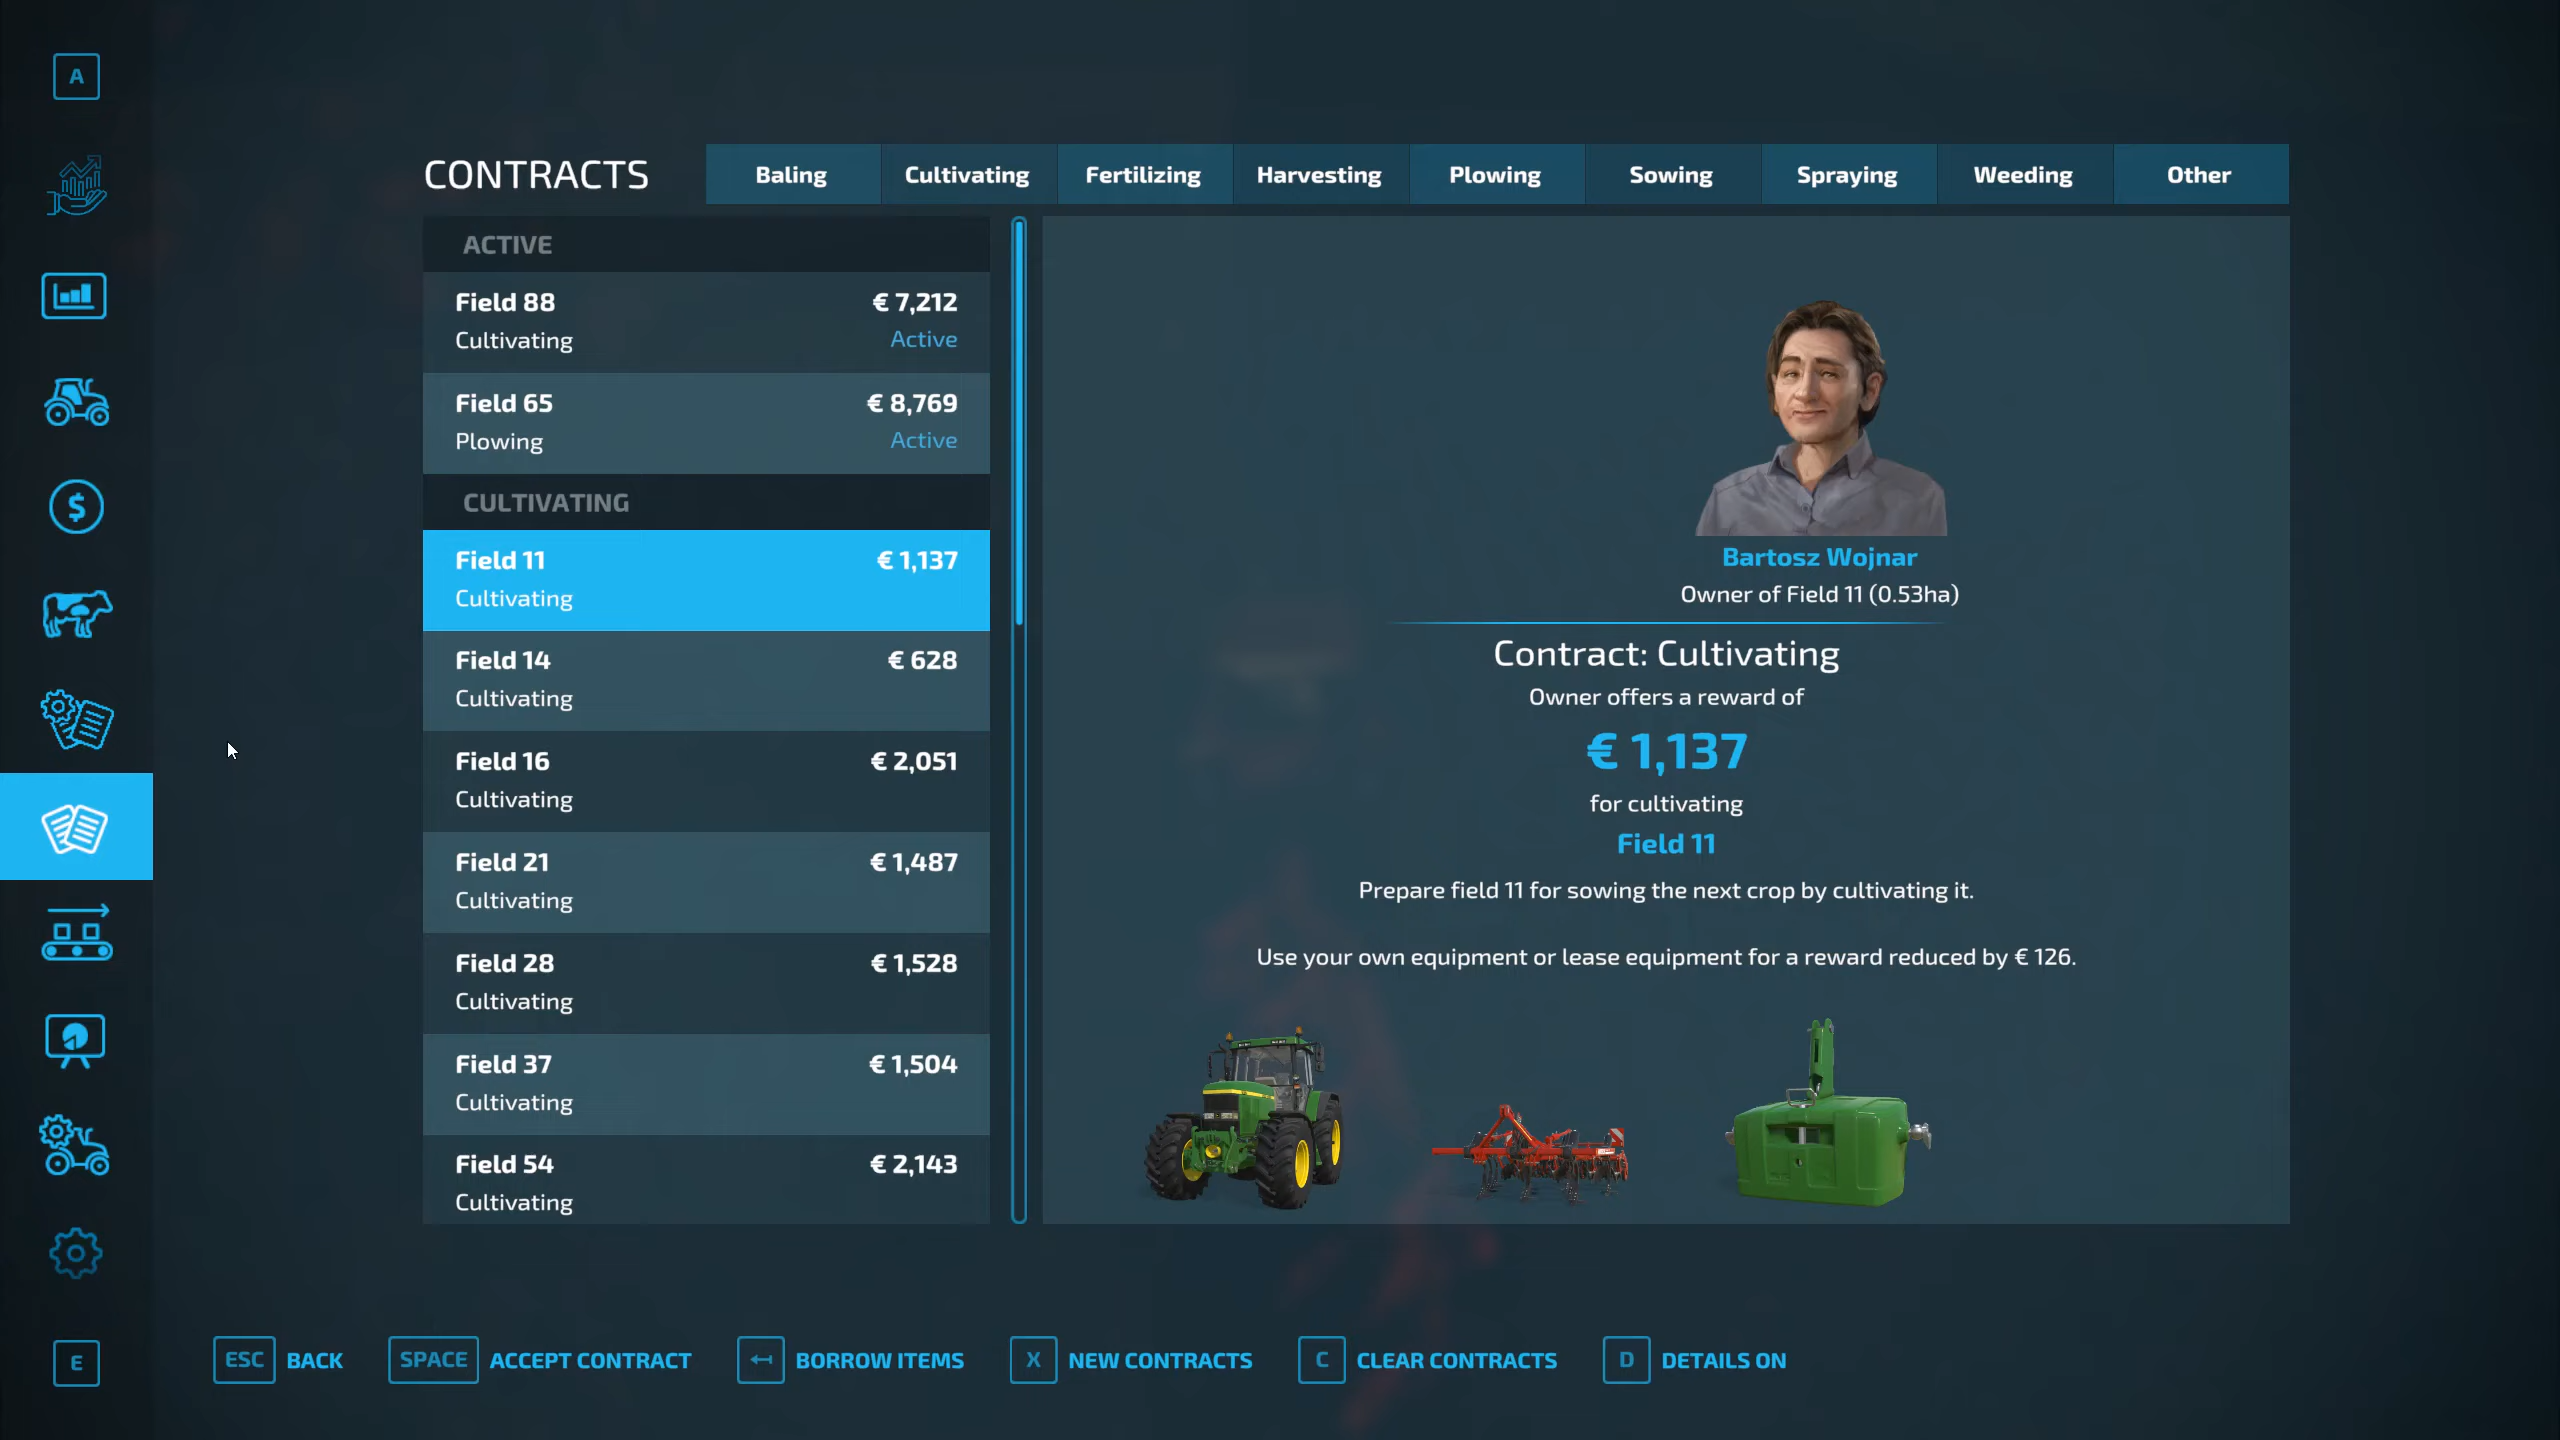 A
CONTRACTS
Baling
Cultivating
Fertilizing
Harvesting
Plowing
Sowing
Spraying
Weeding
Other
ACTIVE
Field 88
€ 7,212
Cultivating
Active
Field 65
€ 8,769
Plowing
Active
CULTIVATING
Field 11
€ 1,137
Cultivating
Field 14
€ 628
Cultivating
Field 16
€ 2,051
Cultivating
Field 21
€ 1,487
Cultivating
Field 28
€ 1,528
Cultivating
Field 37
€ 1,504
Cultivating
Field 54
€ 2,143
Cultivating
Bartosz Wojnar
Owner of Field 11 (0.53ha)
Contract: Cultivating
Owner offers a reward of
€ 1,137
for cultivating
Field 11
Prepare field 11 for sowing the next crop by cultivating it.
Use your own equipment or lease equipment for a reward reduced by € 126.
E
ESC BACK
SPACE ACCEPT CONTRACT
BORROW ITEMS
X NEW CONTRACTS
C CLEAR CONTRACTS
D DETAILS ON